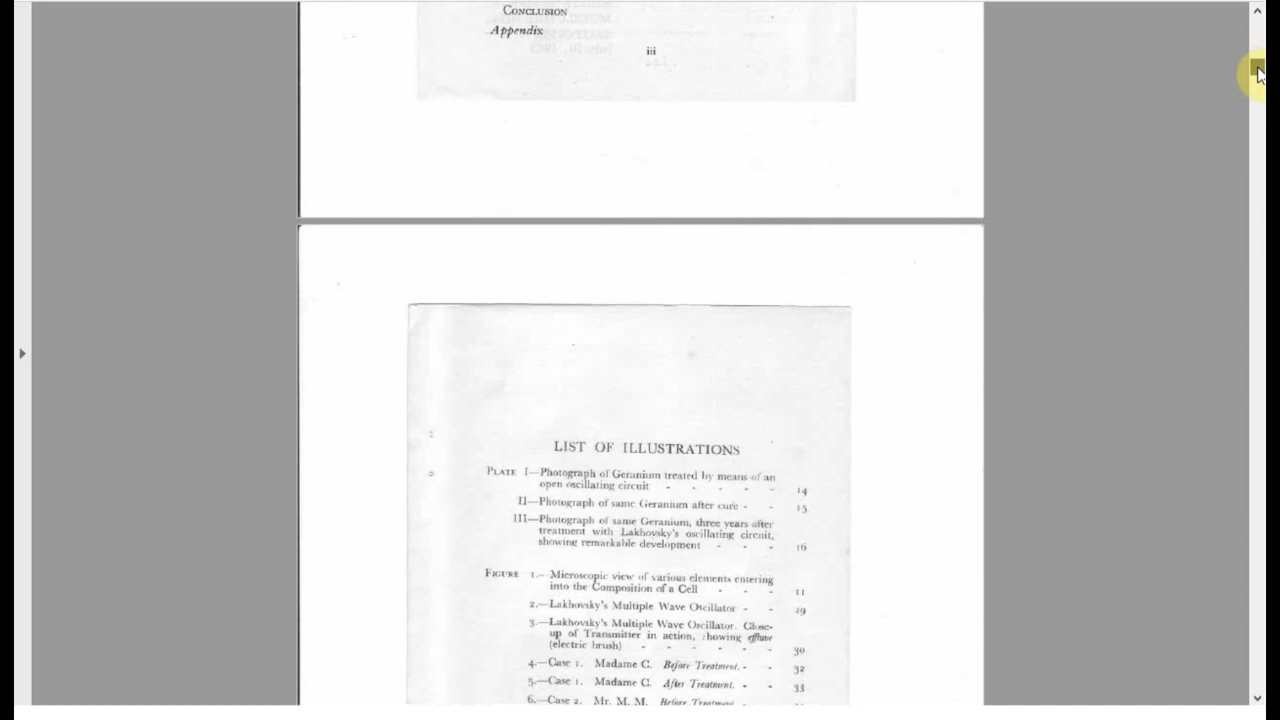 CONCLUSION
Appendix
iii
LIST OF ILLUSTRATIONS
PLATE I—Photograph of Geranium treated by means of an
open oscillating circuit - - - - - 14
II—Photograph of same Geranium after cure - - 15
III—Photograph of same Geranium, three years after
treatment with Lakhovsky's oscillating circuit,
showing remarkable development - - - 16
FIGURE 1.—Microscopic view of various elements entering
into the Composition of a Cell - - - 11
2.—Lakhovsky's Multiple Wave Oscillator - - 29
3.—Lakhovsky's Multiple Wave Oscillator. Close-
up of Transmitter in action, showing effluve
(electric brush) - - - - - - 30
4.—Case 1. Madame C. Before Treatment. - - 32
5.—Case 1. Madame C. After Treatment. - - 33
6.—Case 2. Mr. M. M. Before Treatment